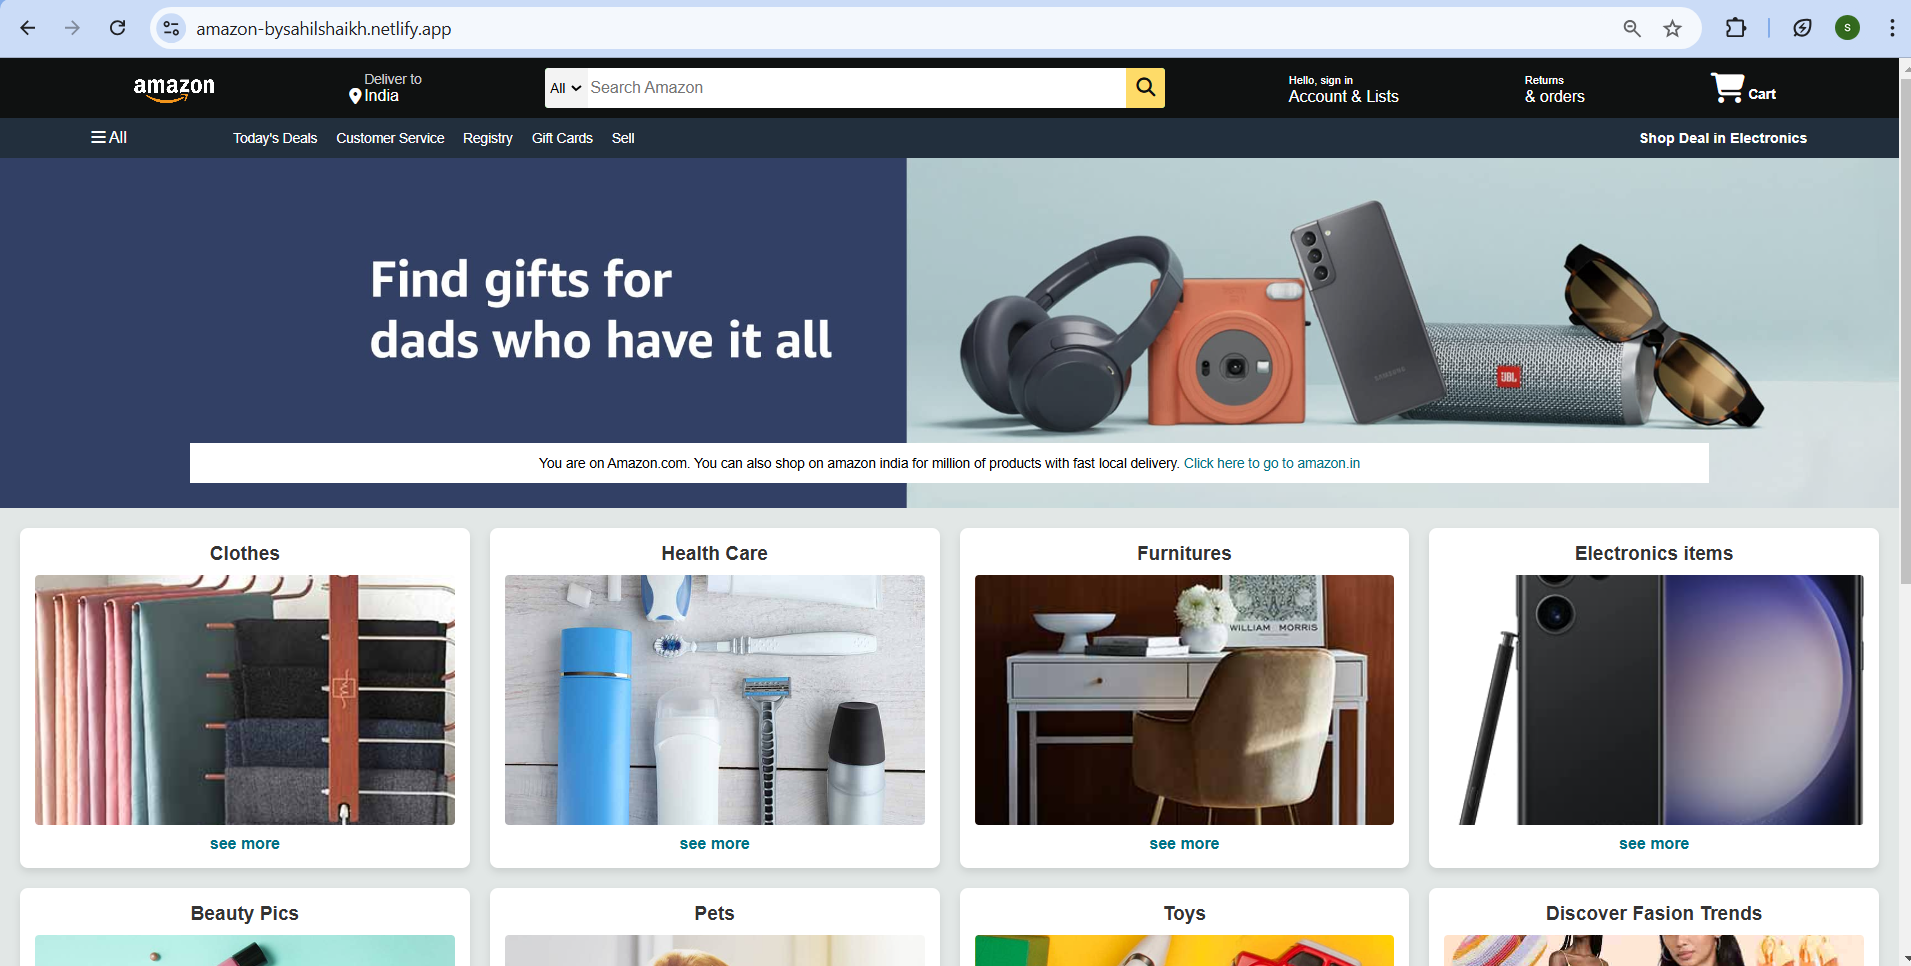 amazon-bysahilshaikh.netlify.app
S
amazon
Deliver to
India
All
Search Amazon
Hello, sign in
Account & Lists
Returns
& orders
Cart
All
Today's Deals
Customer Service
Registry
Gift Cards
Sell
Shop Deal in Electronics
Find gifts for
dads who have it all
SAMSUNG
JBL
You are on Amazon.com. You can also shop on amazon india for million of products with fast local delivery. Click here to go to amazon.in
Clothes
Health Care
Furnitures
Electronics items
WILLIAM MORRIS
see more
see more
see more
see more
Beauty Pics
Pets
Toys
Discover Fasion Trends